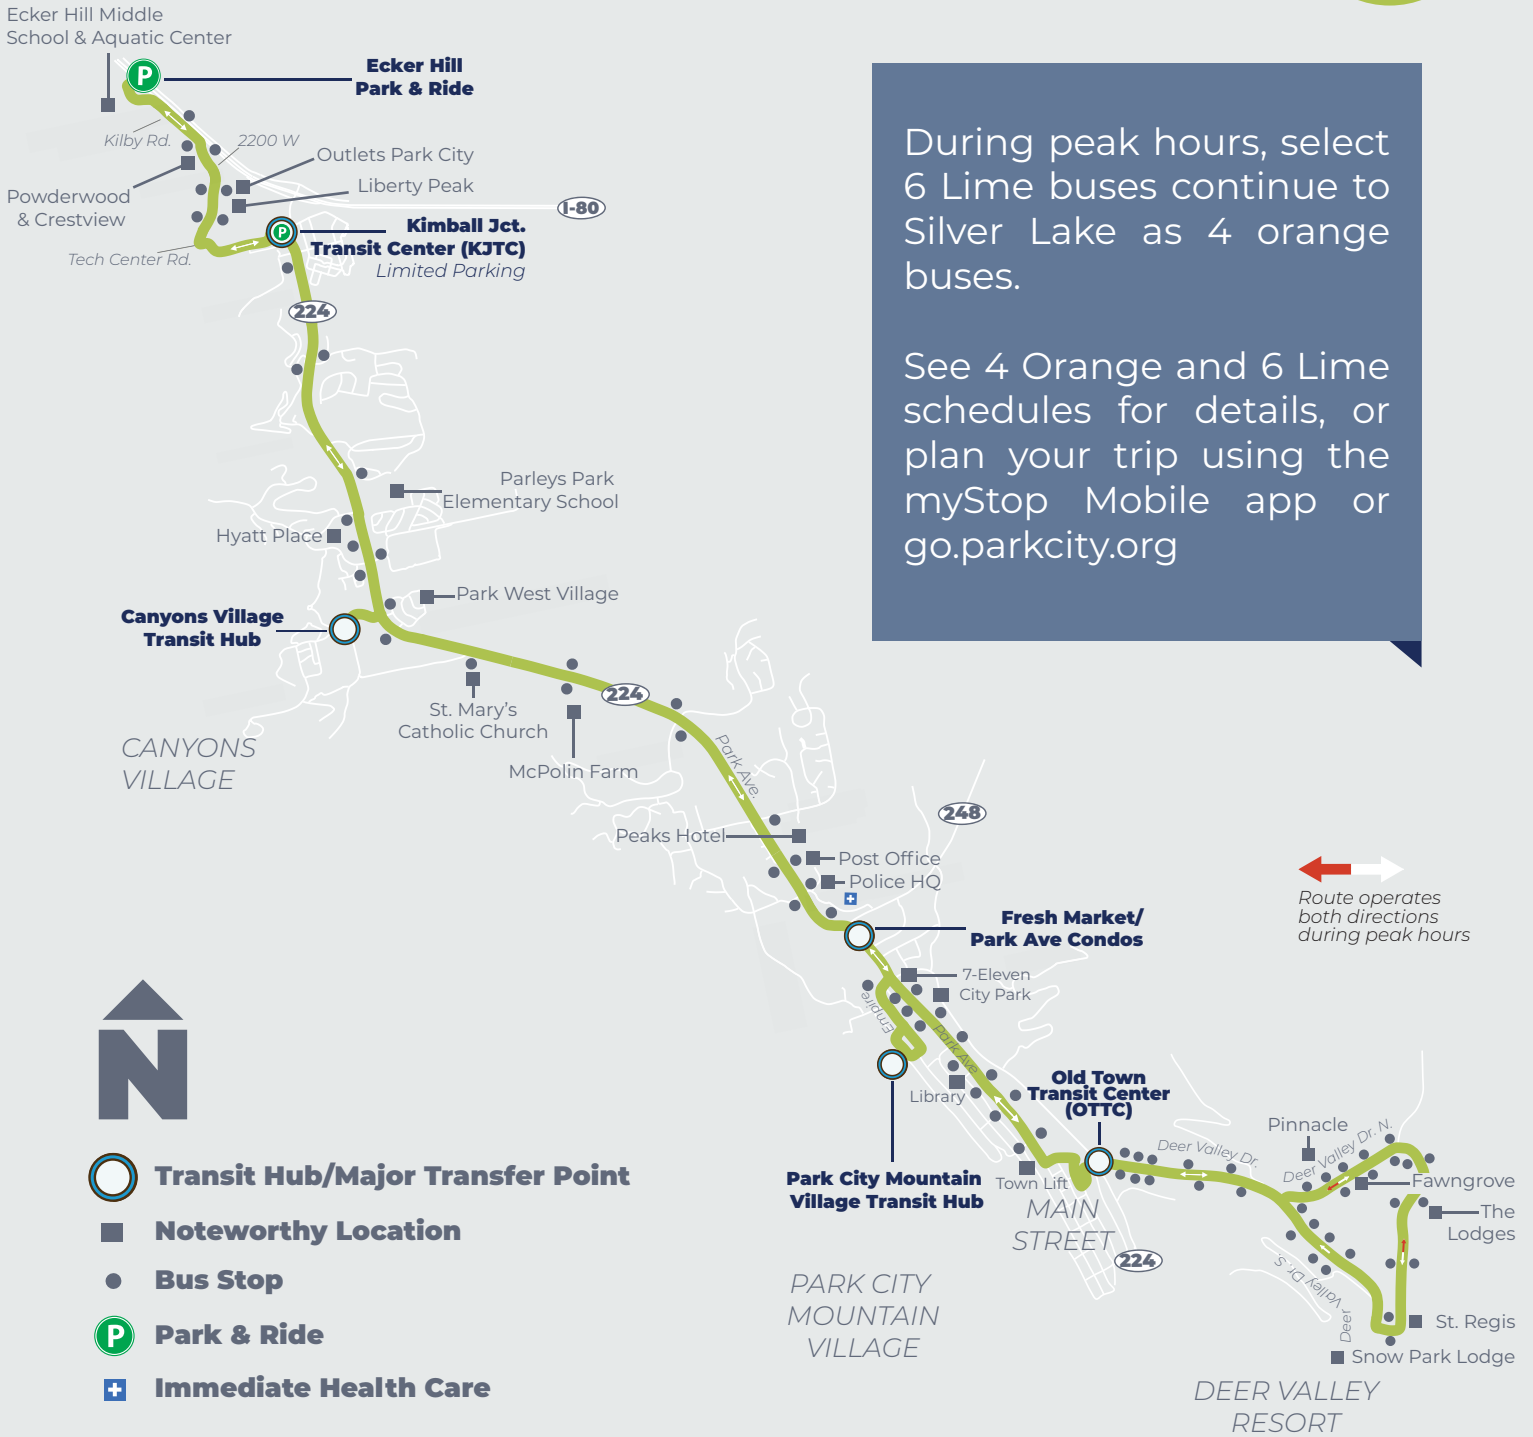 Ecker Hill Middle
School & Aquatic Center
P
Ecker Hill
Park & Ride
Kilby Rd.
2200 W
Outlets Park City
Liberty Peak
Powderwood
& Crestview
I-80
P
Kimball Jct.
Transit Center (KJTC)
Limited Parking
Tech Center Rd.
224
Parleys Park
Elementary School
Hyatt Place
Park West Village
Canyons Village
Transit Hub
224
St. Mary's
Catholic Church
McPolin Farm
CANYONS
VILLAGE
Park Ave.
248
Peaks Hotel
Post Office
Police HQ
Fresh Market/
Park Ave Condos
7-Eleven
City Park
Empire
Park Ave
Library
Old Town
Transit Center
(OTTC)
Park City Mountain
Village Transit Hub
Town Lift
MAIN
STREET
224
PARK CITY
MOUNTAIN
VILLAGE
Deer Valley Dr.
Pinnacle
Deer Valley Dr. N.
Fawngrove
The
Lodges
Deer Valley Dr. S.
St. Regis
Snow Park Lodge
DEER VALLEY
RESORT
During peak hours, select
6 Lime buses continue to
Silver Lake as 4 orange
buses.
See 4 Orange and 6 Lime
schedules for details, or
plan your trip using the
myStop Mobile app or
go.parkcity.org
Route operates
both directions
during peak hours
N
Transit Hub/Major Transfer Point
Noteworthy Location
Bus Stop
P
Park & Ride
Immediate Health Care